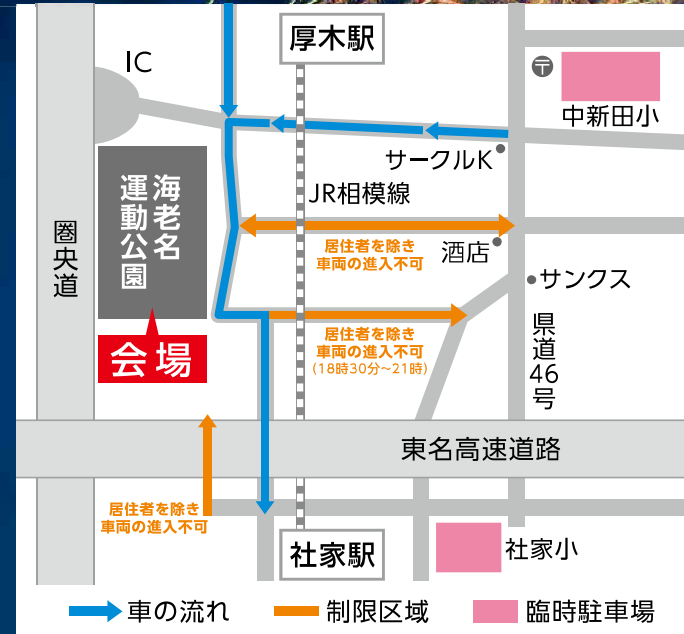 厚木駅
IC
〒
中新田小
サークルK
JR相模線
海老名
運動公園
圏央道
居住者を除き
車両の進入不可
酒店
サンクス
会場
居住者を除き
車両の進入不可
(18時30分～21時)
県道46号
東名高速道路
居住者を除き
車両の進入不可
社家駅
社家小
車の流れ
制限区域
臨時駐車場